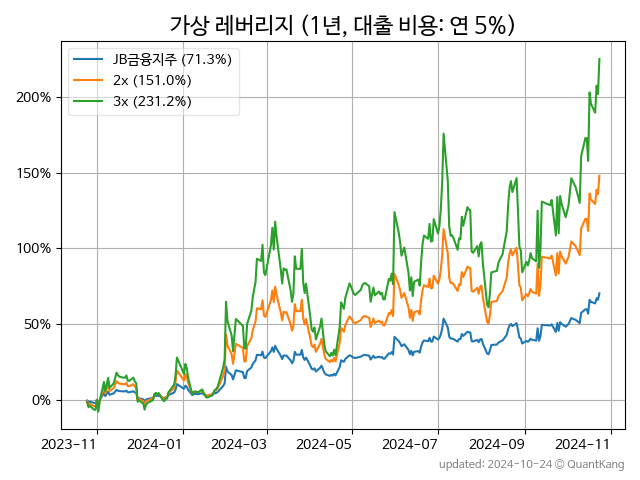 가상 레버리지 (1년, 대출 비용: 연 5%)
JB금융지주 (71.3%)
2x (151.0%)
3x (231.2%)
200%
150%
100%
50%
0%
2023-11 2024-01 2024-03 2024-05 2024-07 2024-09 2024-11
updated: 2024-10-24 © QuantKang